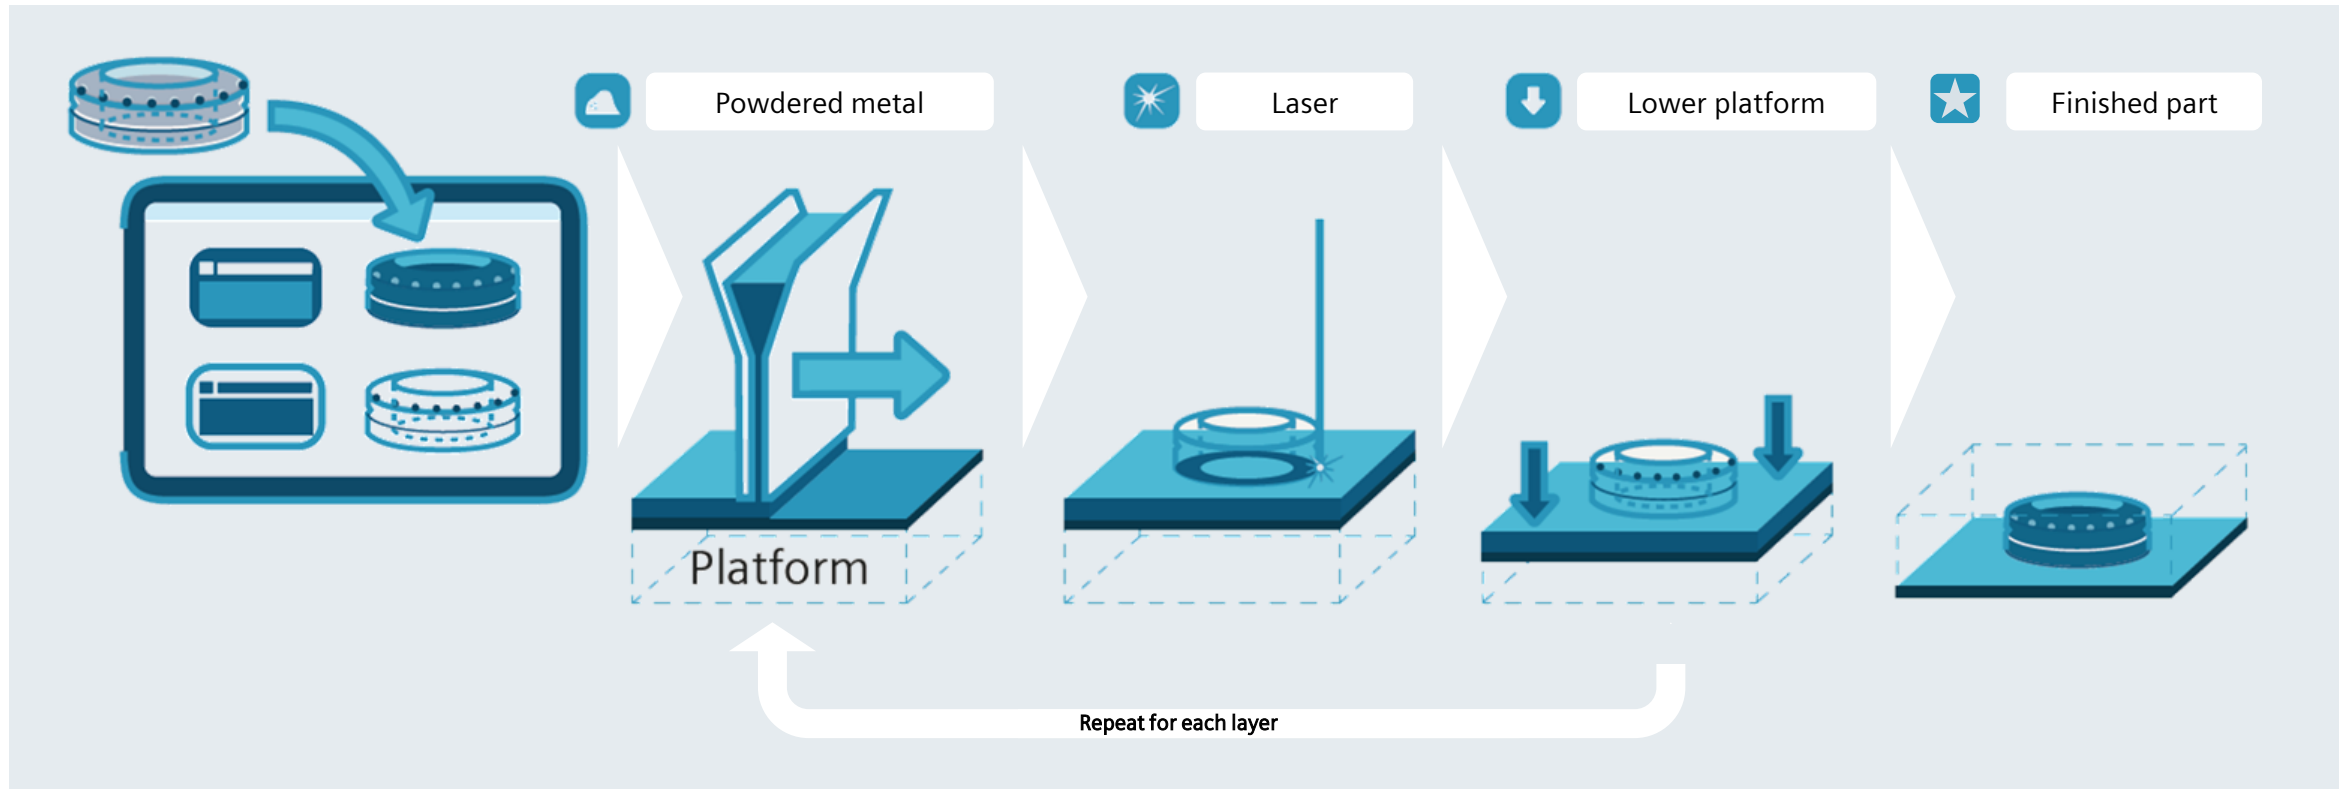 Powdered metal
Laser
Lower platform
Finished part
Platform
Repeat for each layer